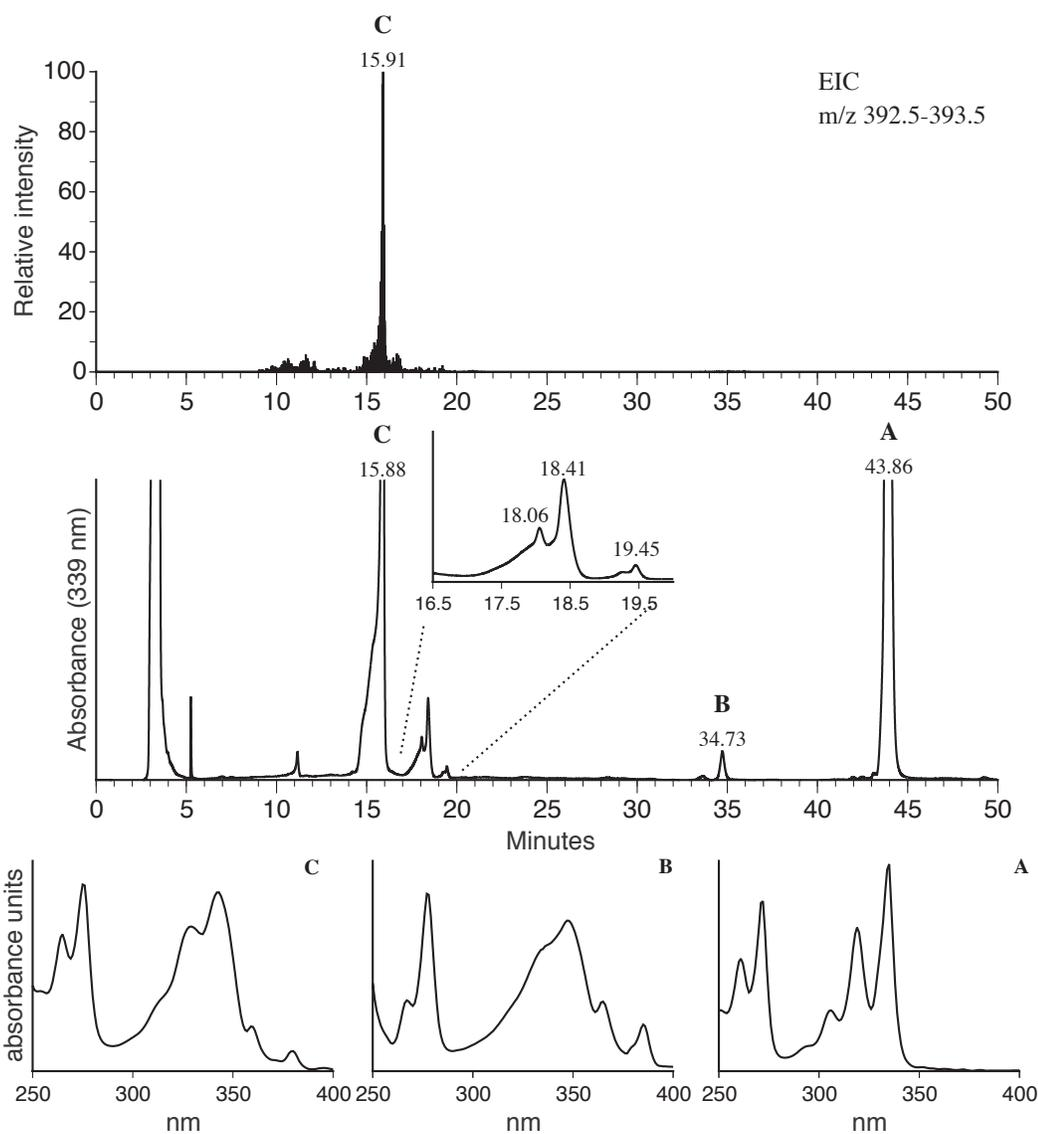 C
15.91
EIC
m/z 392.5-393.5
Relative intensity
100
80
60
40
20
0
0 5 10 15 20 25 30 35 40 45 50
C A
15.88 43.86
18.41
18.06
19.45
16.5 17.5 18.5 19.5
Absorbance (339 nm)
B
34.73
0 5 10 15 20 25 30 35 40 45 50
Minutes
absorbance units
C B A
250 300 350 400 250 300 350 400 250 300 350 400
nm nm nm